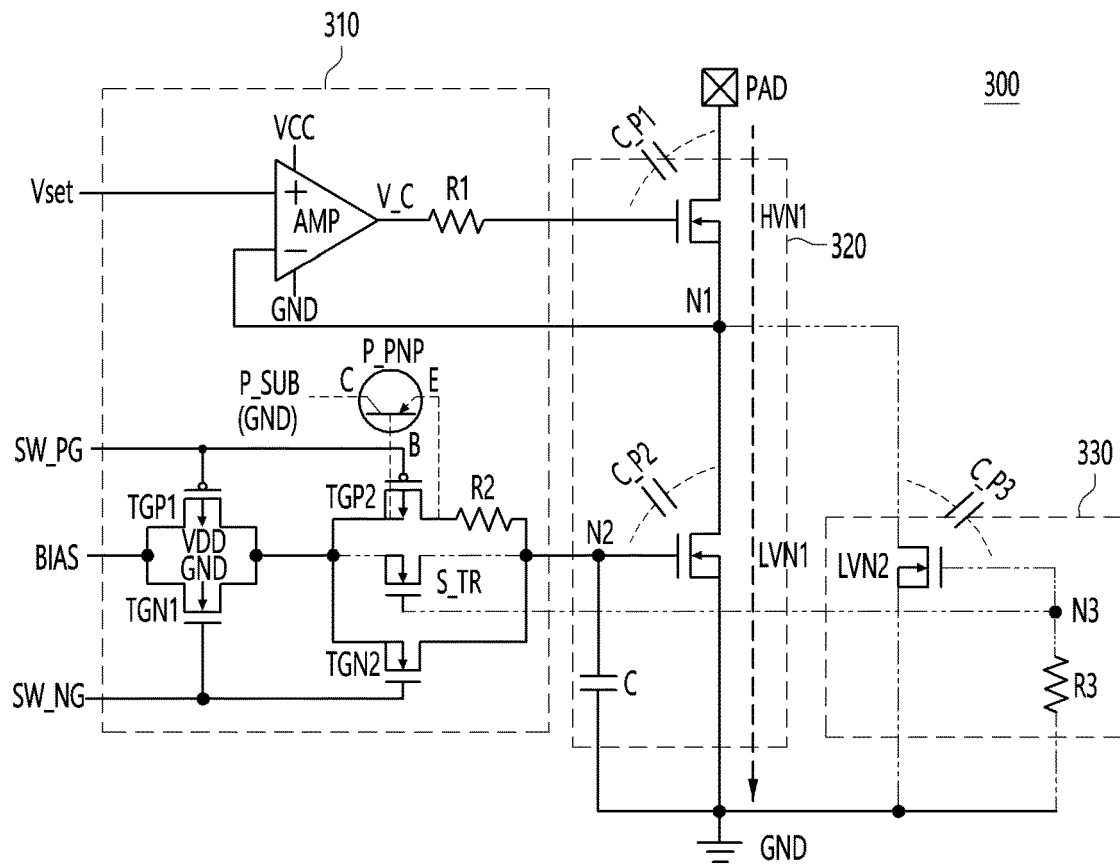 310
300
PAD
C_P1
VCC
Vset
+
AMP
−
V_C
R1
HVN1
320
GND
N1
P_PNP
P_SUB
(GND)
C
E
B
SW_PG
TGP1
VDD
GND
TGN1
BIAS
TGP2
R2
S_TR
TGN2
N2
C_P2
LVN1
C_P3
330
LVN2
N3
R3
SW_NG
C
GND